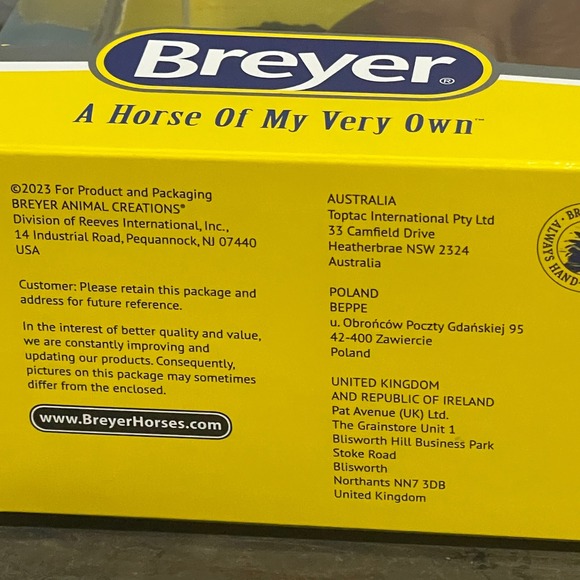 Breyer®
A Horse Of My Very Own™
©2023 For Product and Packaging
BREYER ANIMAL CREATIONS®
Division of Reeves International, Inc.,
14 Industrial Road, Pequannock, NJ 07440
USA
Customer: Please retain this package and
address for future reference.
In the interest of better quality and value,
we are constantly improving and
updating our products. Consequently,
pictures on this package may sometimes
differ from the enclosed.
www.BreyerHorses.com
AUSTRALIA
Toptac International Pty Ltd
33 Camfield Drive
Heatherbrae NSW 2324
Australia
POLAND
BEPPE
u. Obrońców Poczty Gdańskiej 95
42-400 Zawiercie
Poland
UNITED KINGDOM
AND REPUBLIC OF IRELAND
Pat Avenue (UK) Ltd.
The Grainstore Unit 1
Blisworth Hill Business Park
Stoke Road
Blisworth
Northants NN7 3DB
United Kingdom
ALWAYS HAND-